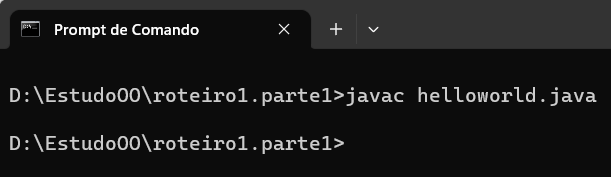 Prompt de Comando
D:\EstudoOO\roteiro1.parte1>javac helloworld.java
D:\EstudoOO\roteiro1.parte1>